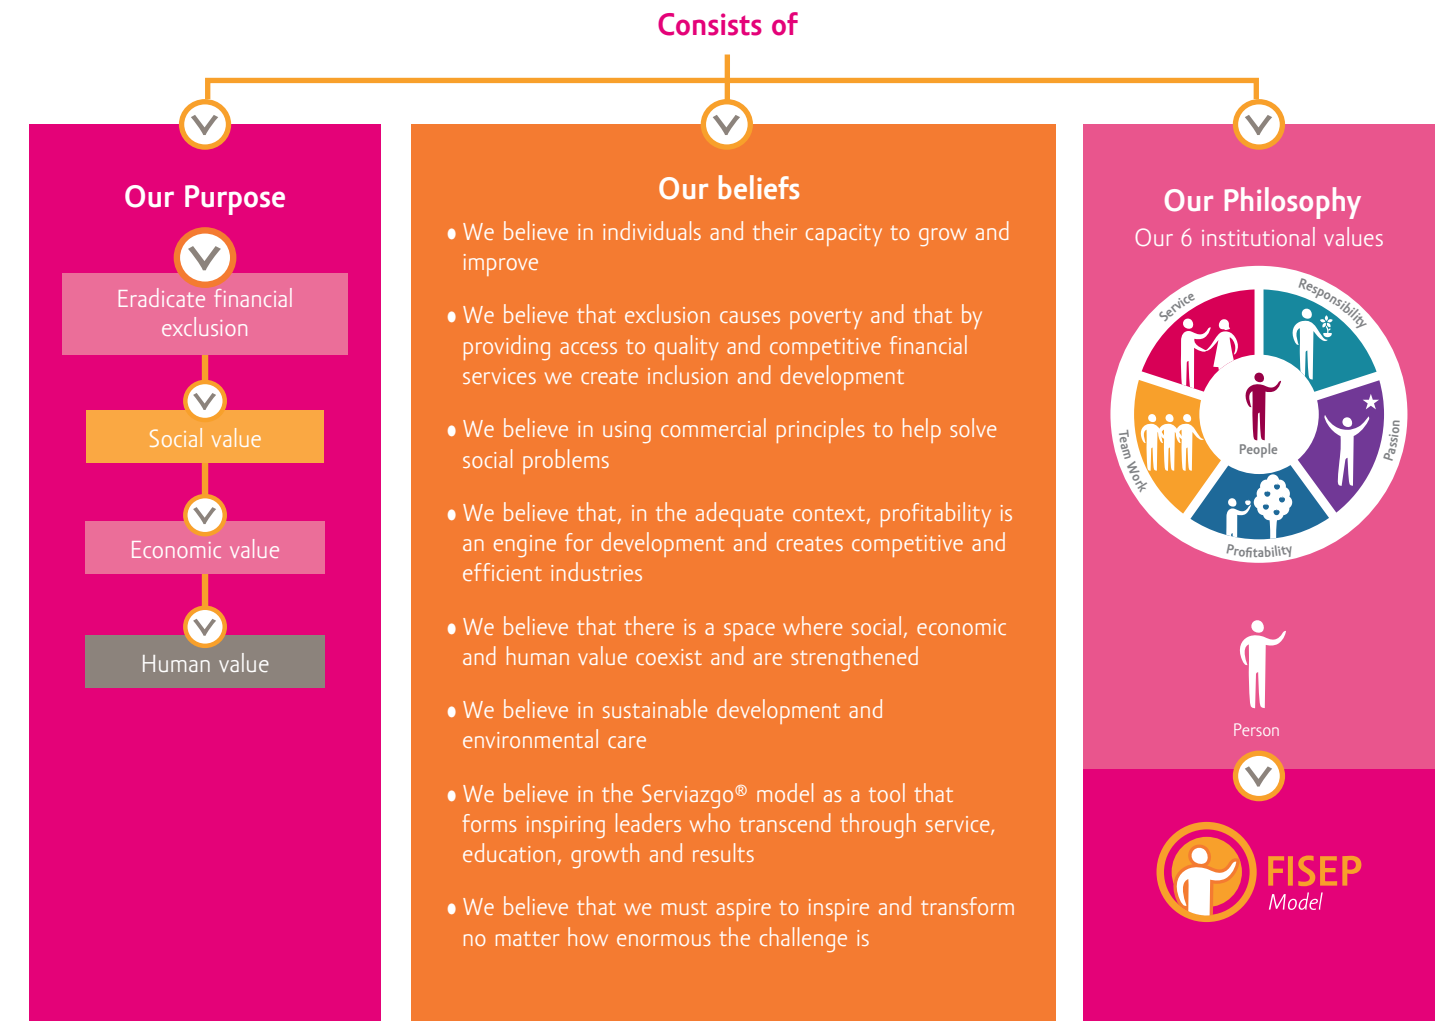 Consists of
Our Purpose
Eradicate financial
exclusion
Social value
Economic value
Human value
Our beliefs
• We believe in individuals and their capacity to grow and
improve
• We believe that exclusion causes poverty and that by
providing access to quality and competitive financial
services we create inclusion and development
• We believe in using commercial principles to help solve
social problems
• We believe that, in the adequate context, profitability is
an engine for development and creates competitive and
efficient industries
• We believe that there is a space where social, economic
and human value coexist and are strengthened
• We believe in sustainable development and
environmental care
• We believe in the Serviazgo® model as a tool that
forms inspiring leaders who transcend through service,
education, growth and results
• We believe that we must aspire to inspire and transform
no matter how enormous the challenge is
Our Philosophy
Our 6 institutional values
Service
Responsibility
Passion
Profitability
Team Work
People
Person
FISEP
Model